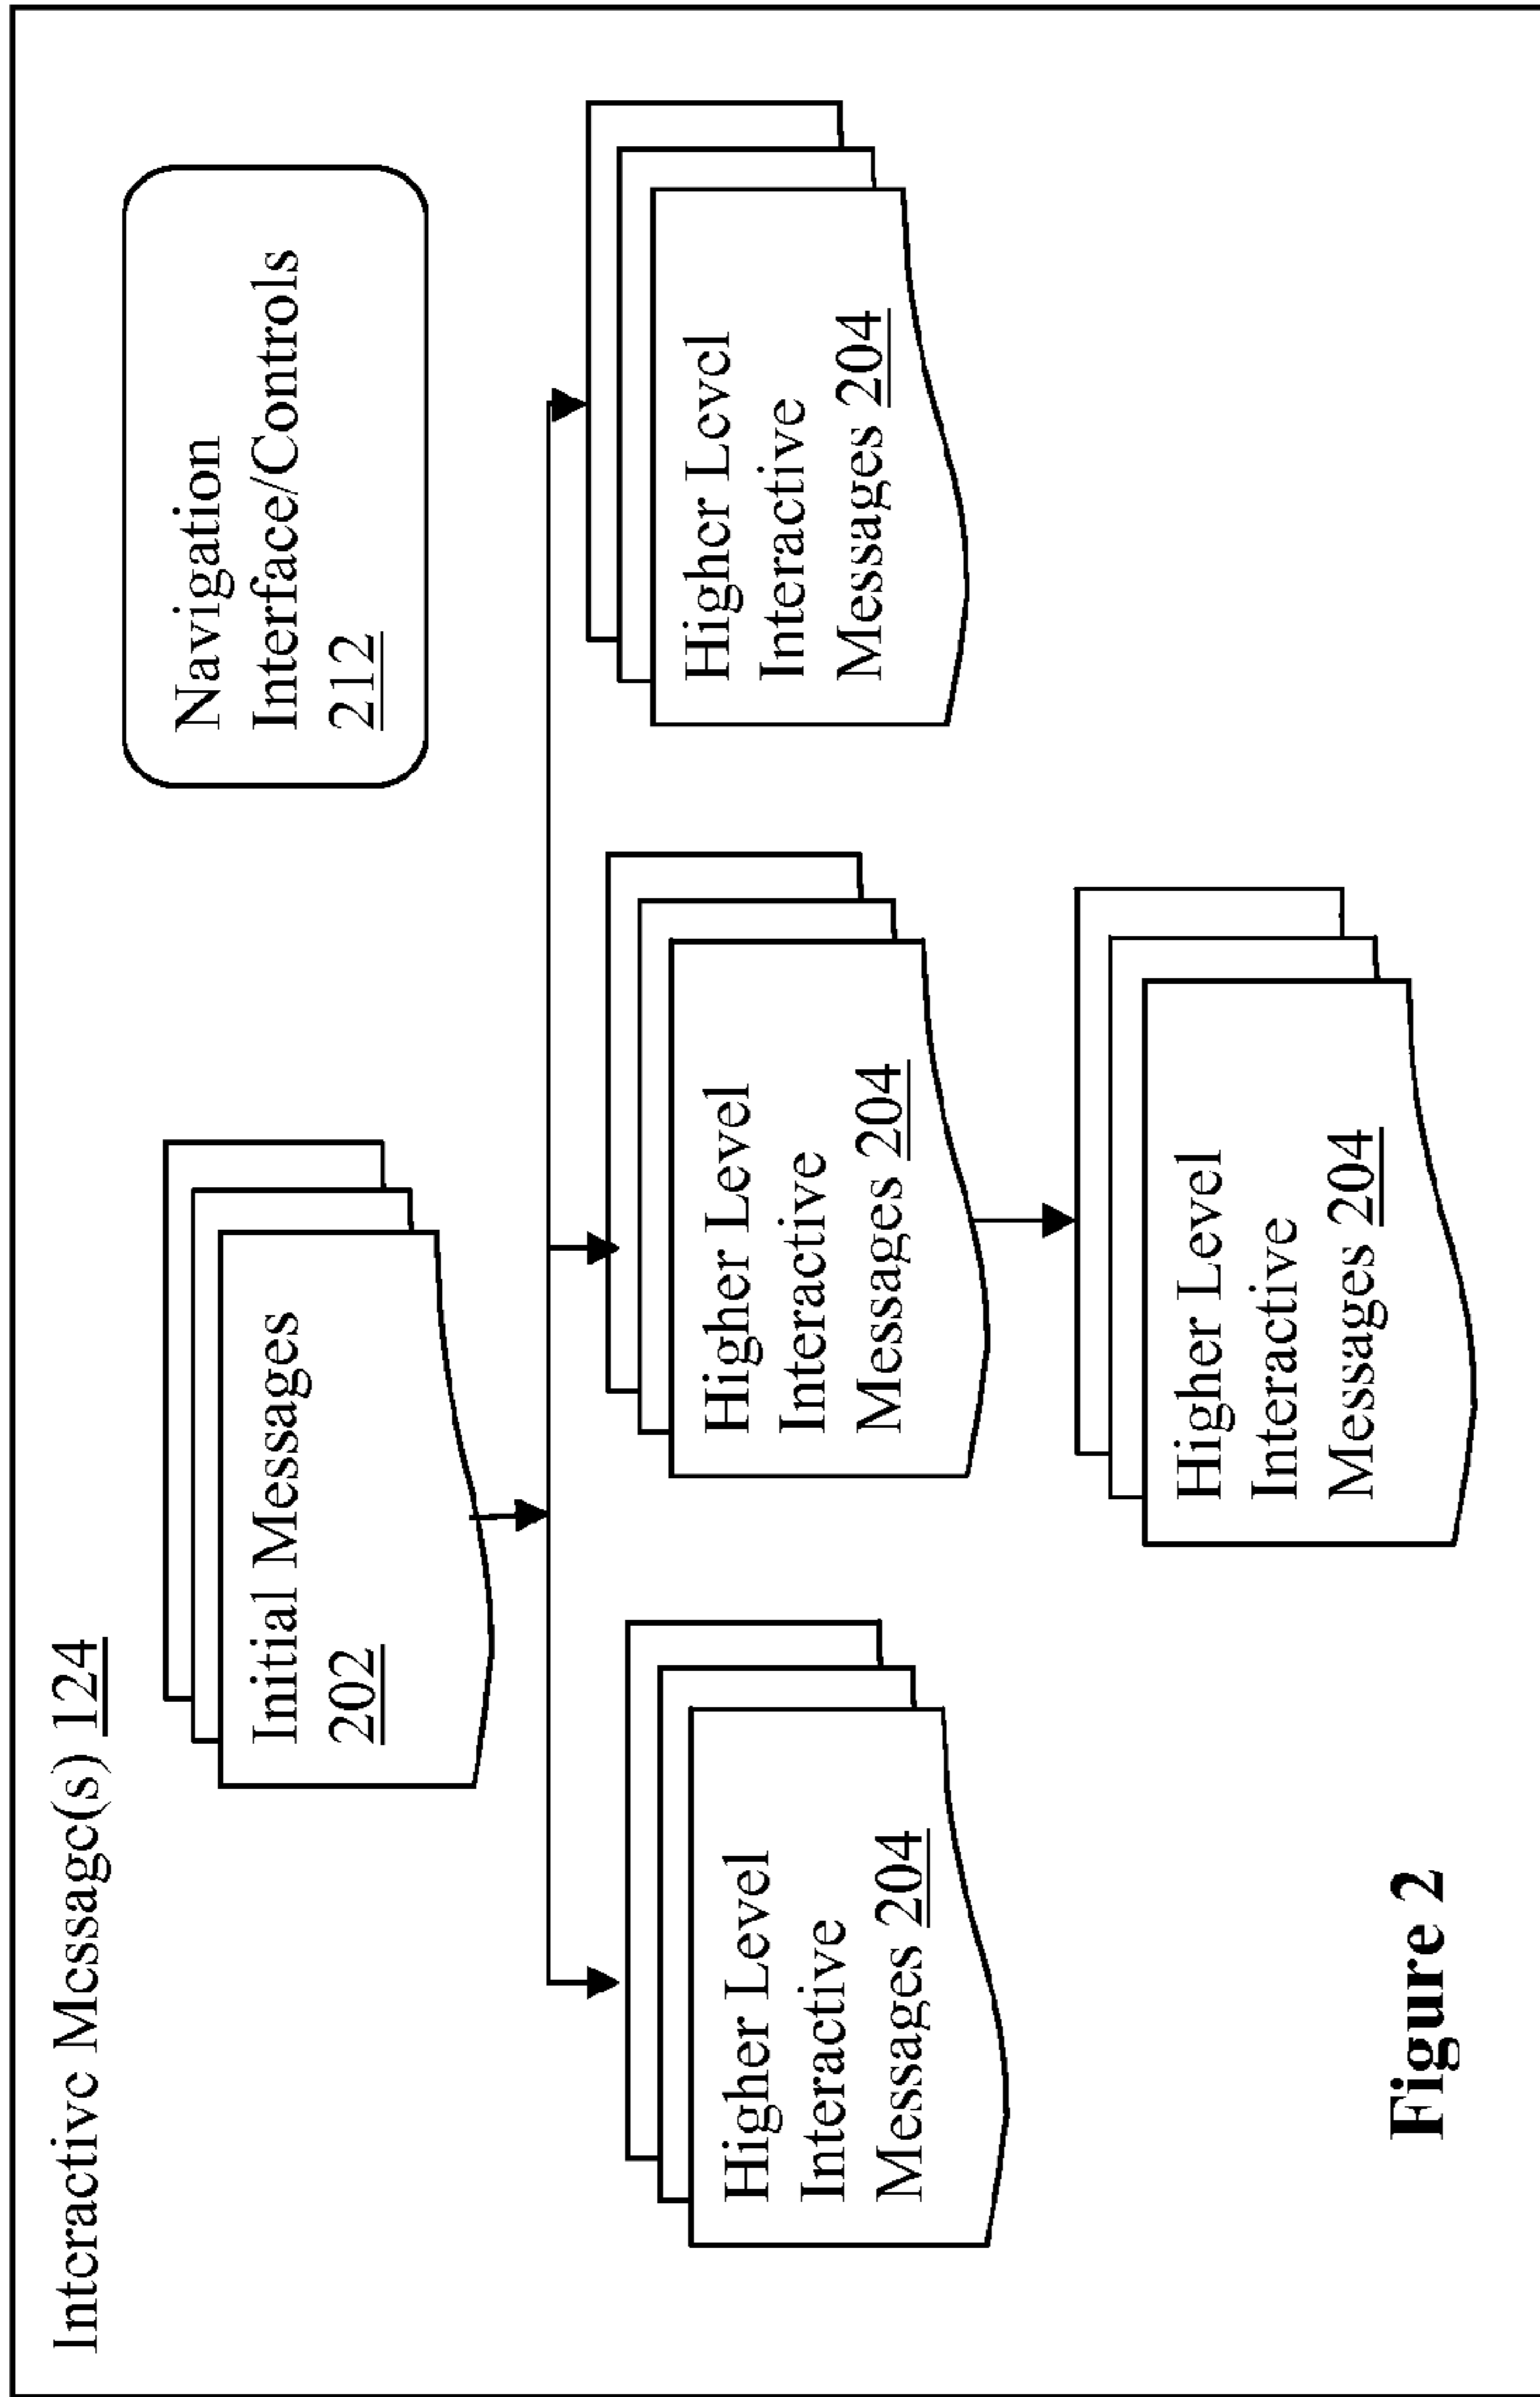 Interactive Message(s) 124
Initial Messages
202
Navigation
Interface/Controls
212
Higher Level
Interactive
Messages 204
Higher Level
Interactive
Messages 204
Higher Level
Interactive
Messages 204
Higher Level
Interactive
Messages 204
Figure 2